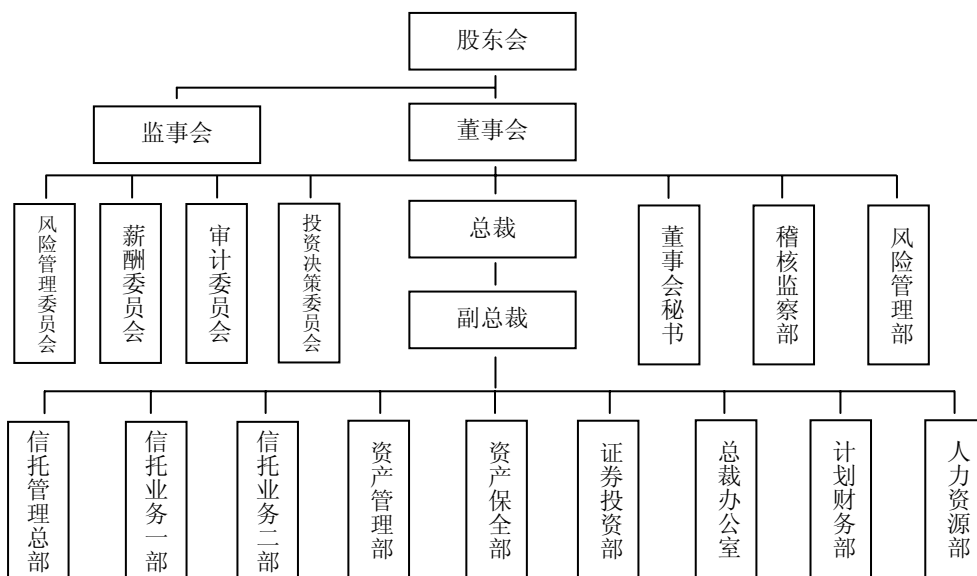 股东会
监事会
董事会
风险管理委员会
薪酬委员会
审计委员会
投资决策委员会
总裁
副总裁
董事会秘书
稽核监察部
风险管理部
信托管理总部
信托业务一部
信托业务二部
资产管理部
资产保全部
证券投资部
总裁办公室
计划财务部
人力资源部